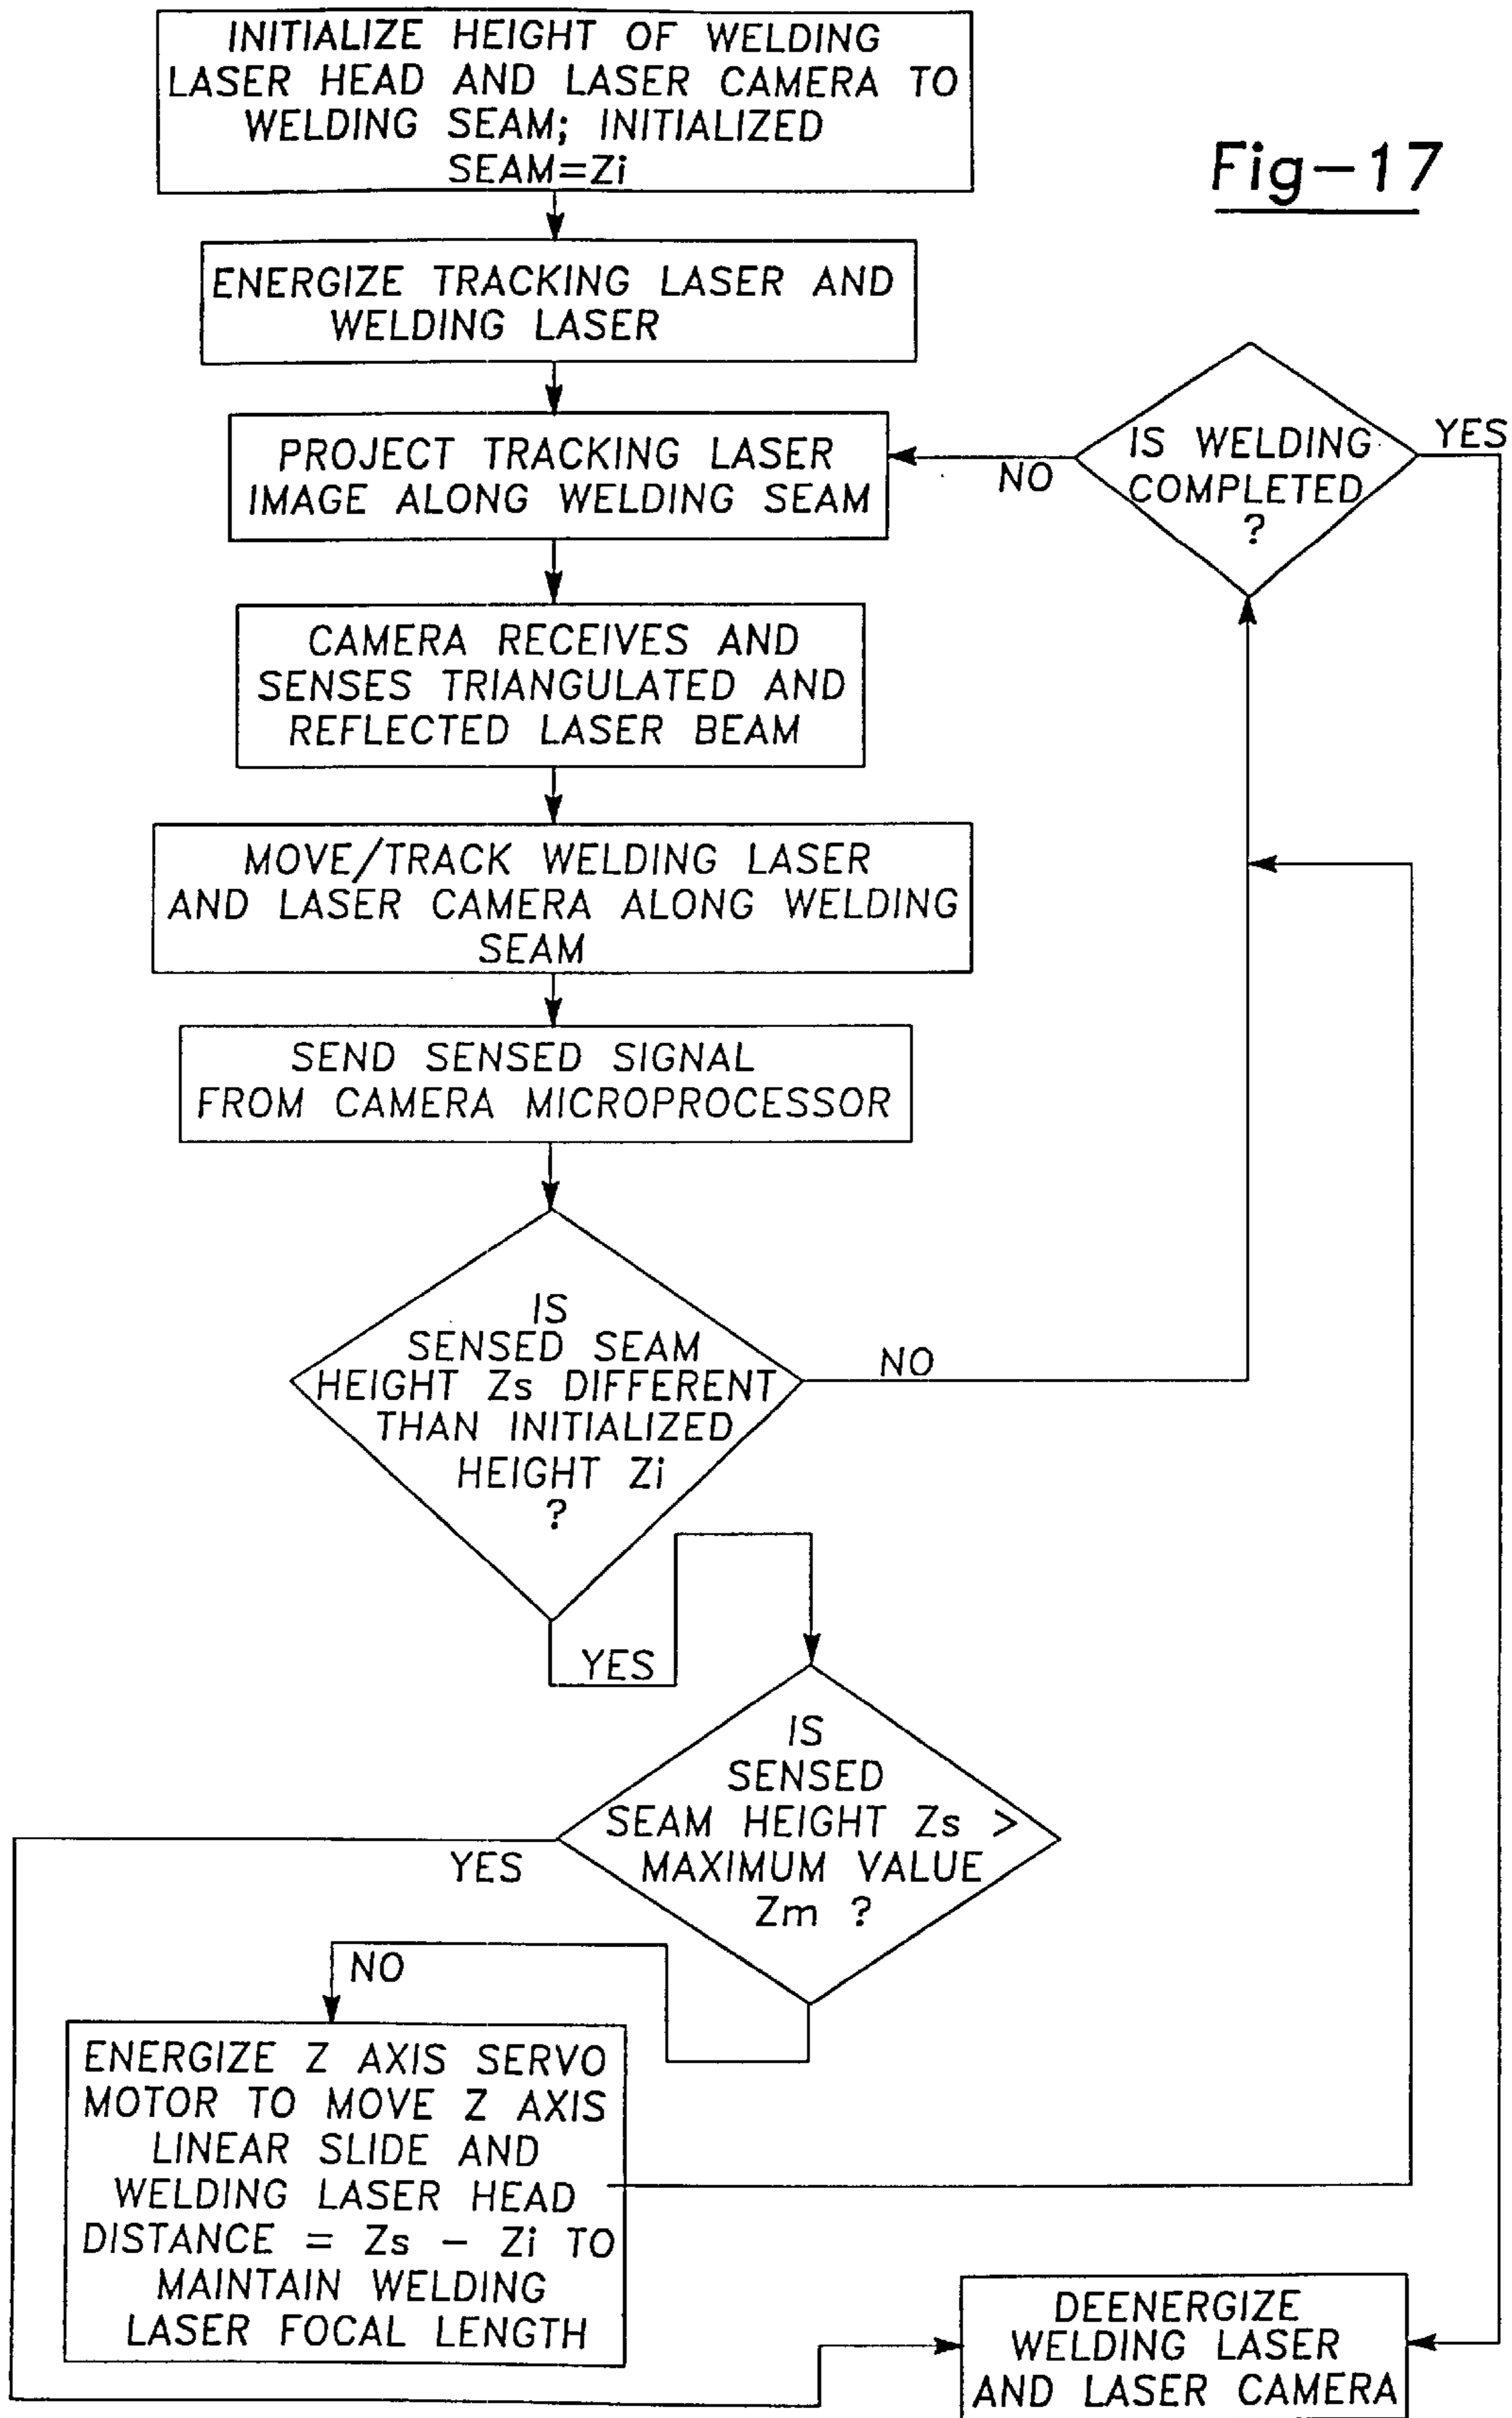 INITIALIZE HEIGHT OF WELDING
LASER HEAD AND LASER CAMERA TO
WELDING SEAM; INITIALIZED
SEAM=Zi
Fig-17
ENERGIZE TRACKING LASER AND
WELDING LASER
PROJECT TRACKING LASER
IMAGE ALONG WELDING SEAM
NO
IS WELDING
COMPLETED
?
YES
CAMERA RECEIVES AND
SENSES TRIANGULATED AND
REFLECTED LASER BEAM
MOVE/TRACK WELDING LASER
AND LASER CAMERA ALONG WELDING
SEAM
SEND SENSED SIGNAL
FROM CAMERA MICROPROCESSOR
IS
SENSED SEAM
HEIGHT Zs DIFFERENT
THAN INITIALIZED
HEIGHT Zi
?
NO
YES
IS
SENSED
SEAM HEIGHT Zs >
MAXIMUM VALUE
Zm ?
YES
NO
ENERGIZE Z AXIS SERVO
MOTOR TO MOVE Z AXIS
LINEAR SLIDE AND
WELDING LASER HEAD
DISTANCE = Zs - Zi TO
MAINTAIN WELDING
LASER FOCAL LENGTH
DEENERGIZE
WELDING LASER
AND LASER CAMERA